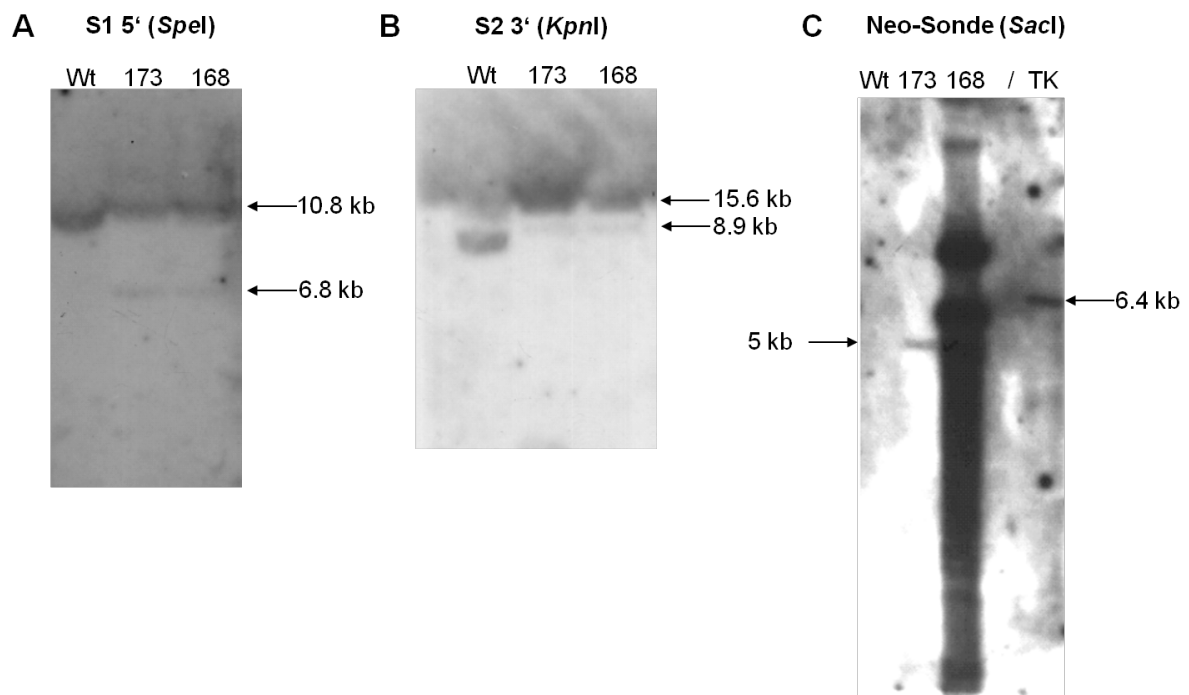 A S1 5‘ (SpeI)
Wt 173 168
10.8 kb
6.8 kb
B S2 3‘ (KpnI)
Wt 173 168
15.6 kb
8.9 kb
C Neo-Sonde (SacI)
Wt 173 168 / TK
5 kb
6.4 kb